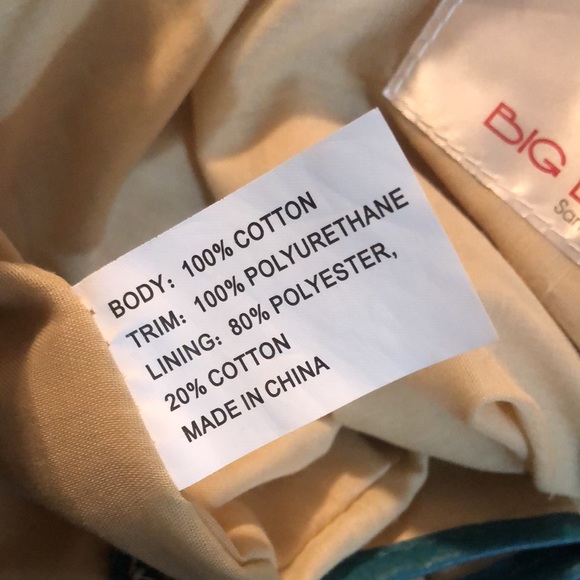 BODY: 100% COTTON
TRIM: 100% POLYURETHANE
LINING: 80% POLYESTER,
20% COTTON
MADE IN CHINA
BIG